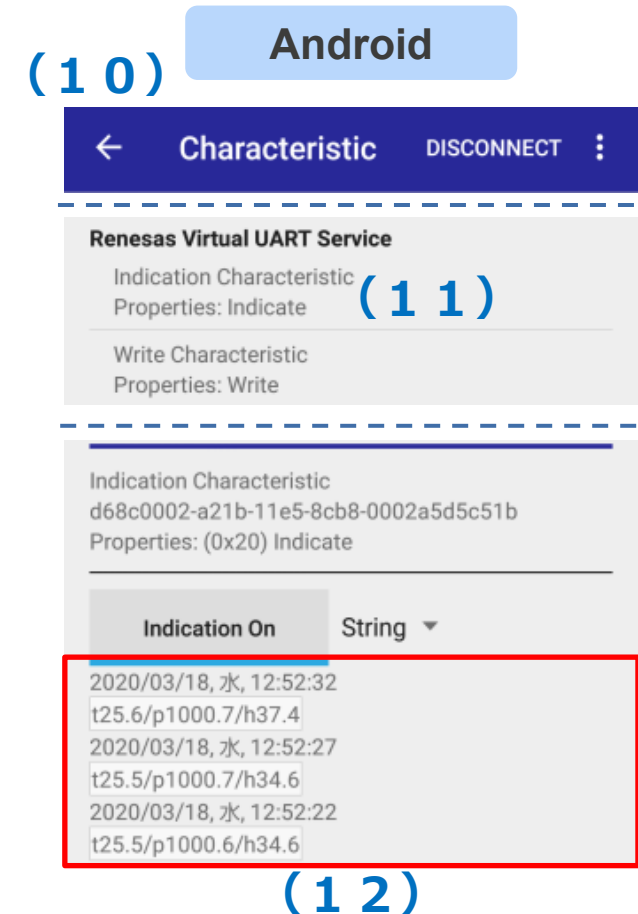 Android
(１０)
Characteristic DISCONNECT
Renesas Virtual UART Service
Indication Characteristic
Properties: Indicate
(１１)
Write Characteristic
Properties: Write
Indication Characteristic
d68c0002-a21b-11e5-8cb8-0002a5d5c51b
Properties: (0x20) Indicate
Indication On String
2020/03/18, 水, 12:52:32
t25.6/p1000.7/h37.4
2020/03/18, 水, 12:52:27
t25.5/p1000.7/h34.6
2020/03/18, 水, 12:52:22
t25.5/p1000.6/h34.6
(１２)